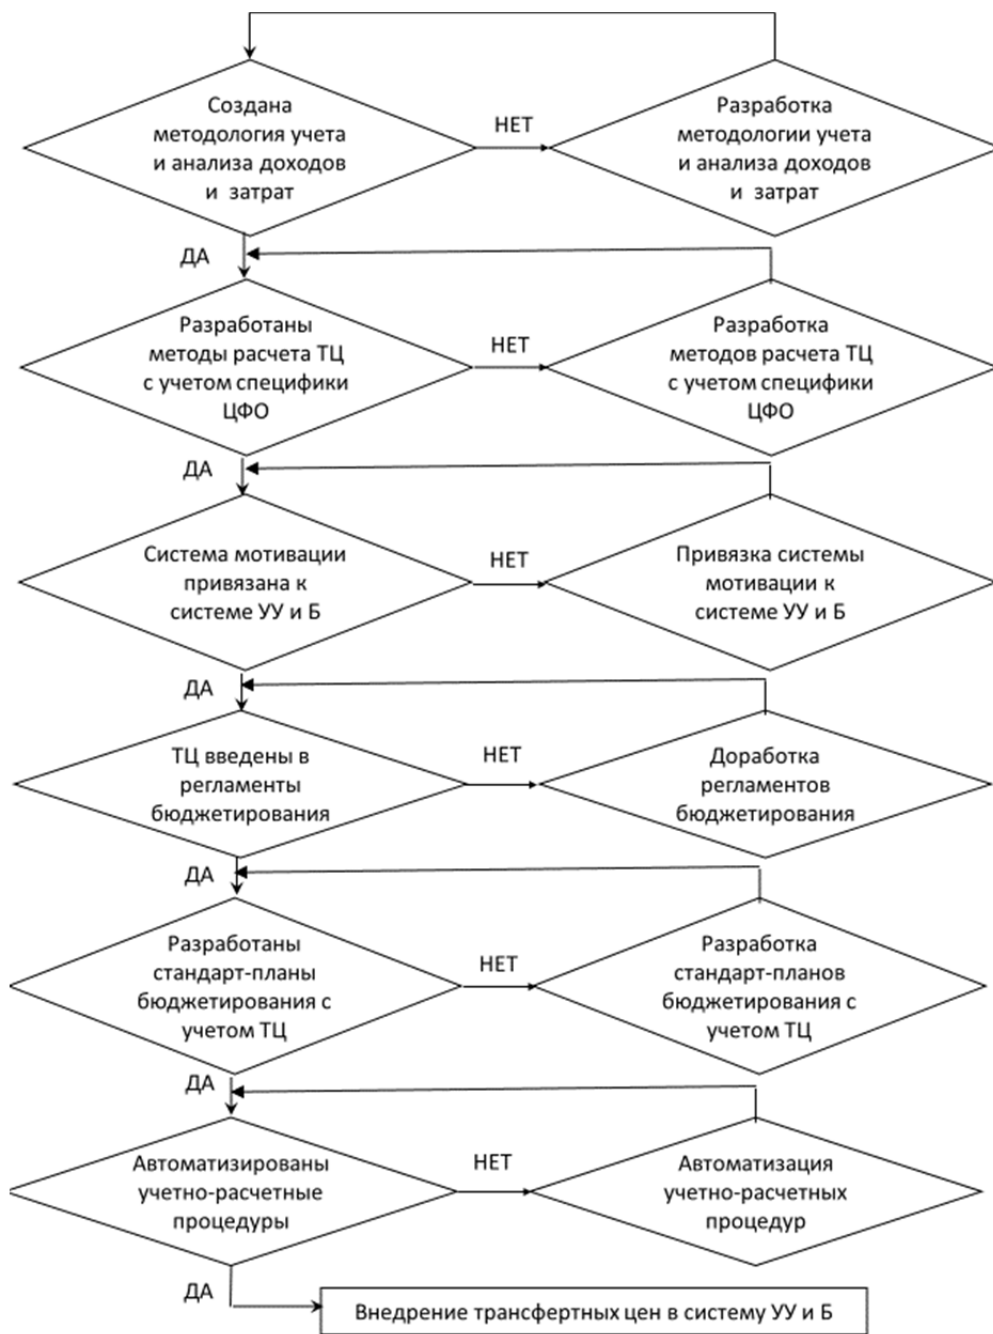 Создана
методология учета
и анализа доходов
и затрат
НЕТ
Разработка
методологии учета
и анализа доходов
и затрат
ДА
Разработаны
методы расчета ТЦ
с учетом специфики
ЦФО
НЕТ
Разработка
методов расчета ТЦ
с учетом специфики
ЦФО
ДА
Система мотивации
привязана к
системе УУ и Б
НЕТ
Привязка системы
мотивации к
системе УУ и Б
ДА
ТЦ введены в
регламенты
бюджетирования
НЕТ
Доработка
регламентов
бюджетирования
ДА
Разработаны
стандарт-планы
бюджетирования с
учетом ТЦ
НЕТ
Разработка
стандарт-планов
бюджетирования с
учетом ТЦ
ДА
Автоматизированы
учетно-расчетные
процедуры
НЕТ
Автоматизация
учетно-расчетных
процедур
ДА
Внедрение трансфертных цен в систему УУ и Б